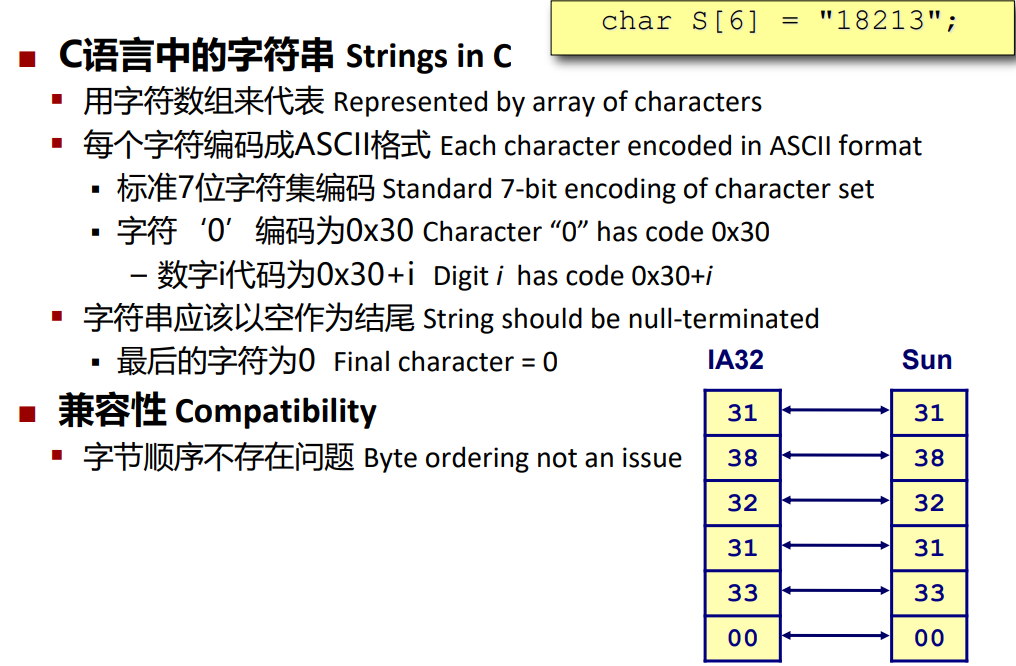 char S[6] = "18213";
■ C语言中的字符串 Strings in C
▪ 用字符数组来代表 Represented by array of characters
▪ 每个字符编码成ASCII格式 Each character encoded in ASCII format
▪ 标准7位字符集编码 Standard 7-bit encoding of character set
▪ 字符‘0’编码为0x30 Character “0” has code 0x30
– 数字i代码为0x30+i Digit i has code 0x30+i
▪ 字符串应该以空作为结尾 String should be null-terminated
▪ 最后的字符为0 Final character = 0
■ 兼容性 Compatibility
▪ 字节顺序不存在问题 Byte ordering not an issue
IA32 Sun
31 31
38 38
32 32
31 31
33 33
00 00